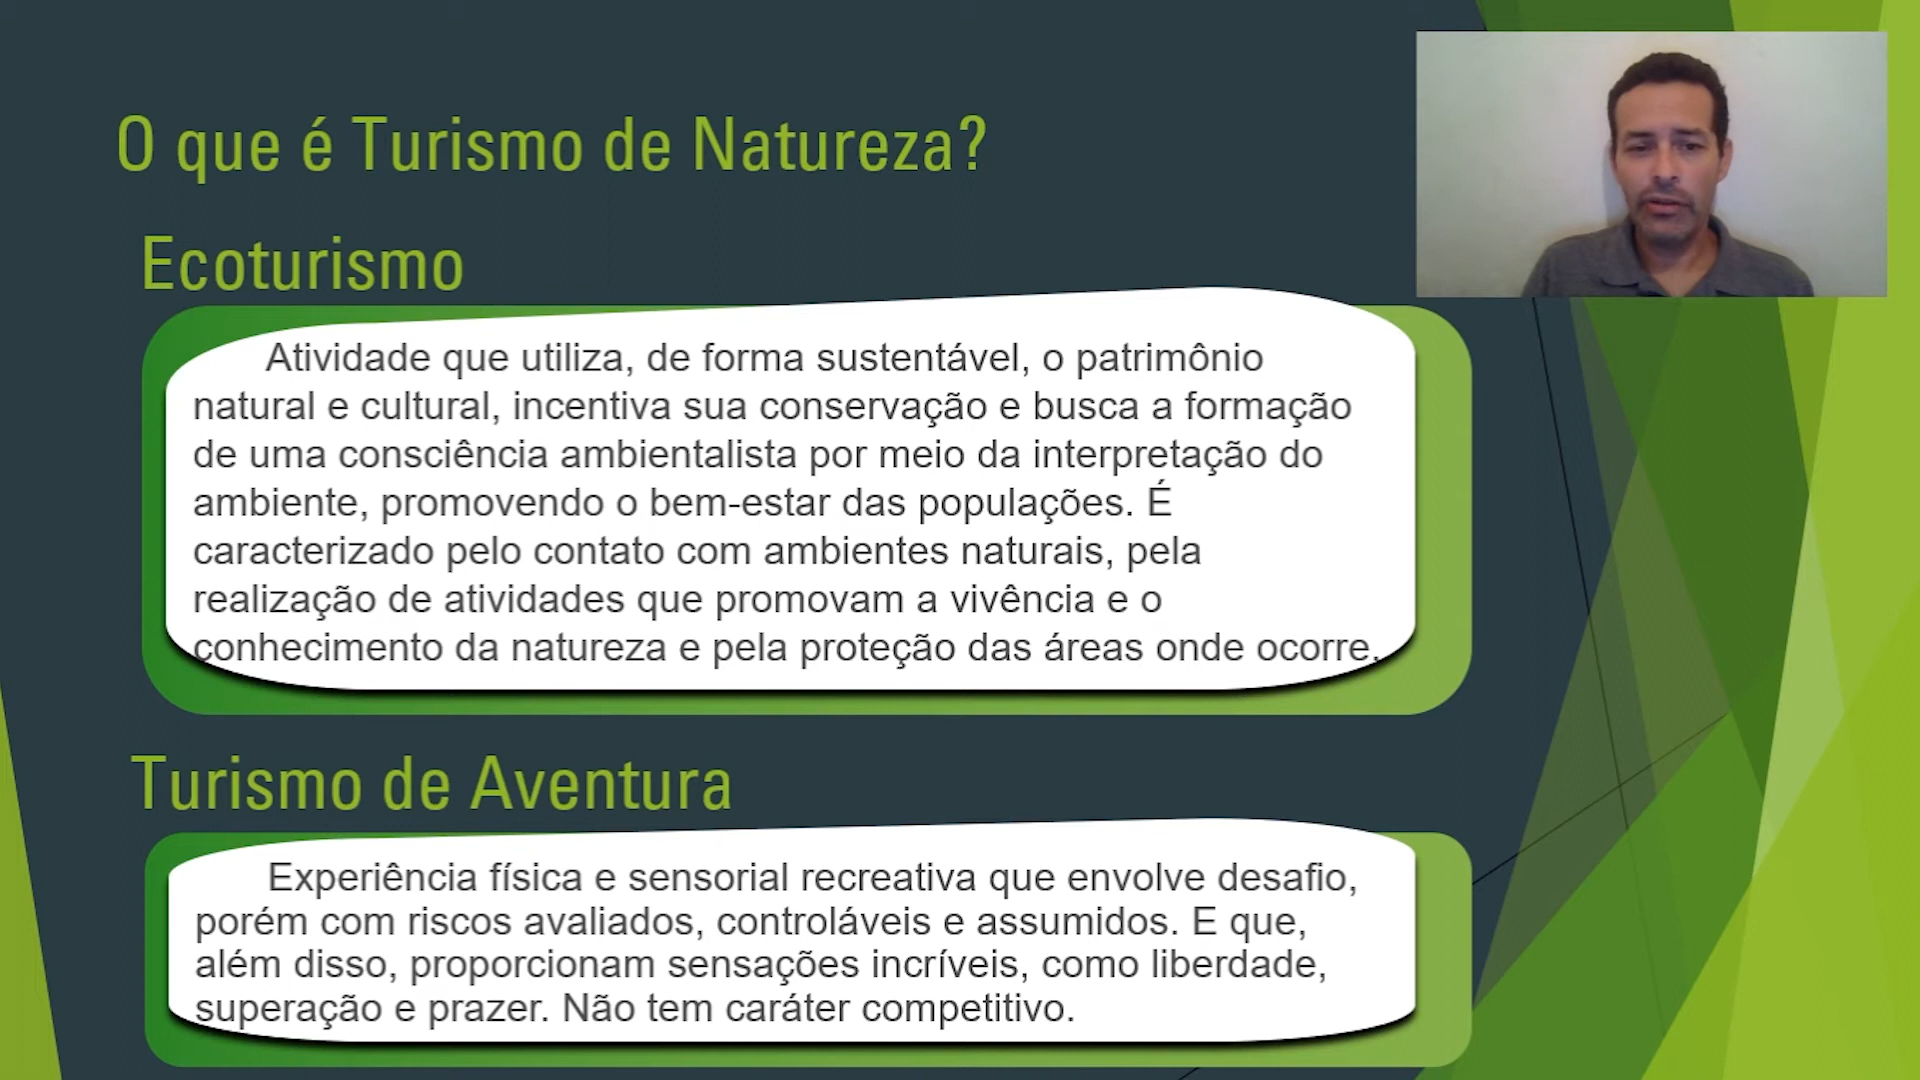 O que é Turismo de Natureza?
Ecoturismo
Atividade que utiliza, de forma sustentável, o patrimônio
natural e cultural, incentiva sua conservação e busca a formação
de uma consciência ambientalista por meio da interpretação do
ambiente, promovendo o bem-estar das populações. É
caracterizado pelo contato com ambientes naturais, pela
realização de atividades que promovam a vivência e o
conhecimento da natureza e pela proteção das áreas onde ocorre.
Turismo de Aventura
Experiência física e sensorial recreativa que envolve desafio,
porém com riscos avaliados, controláveis e assumidos. E que,
além disso, proporcionam sensações incríveis, como liberdade,
superação e prazer. Não tem caráter competitivo.